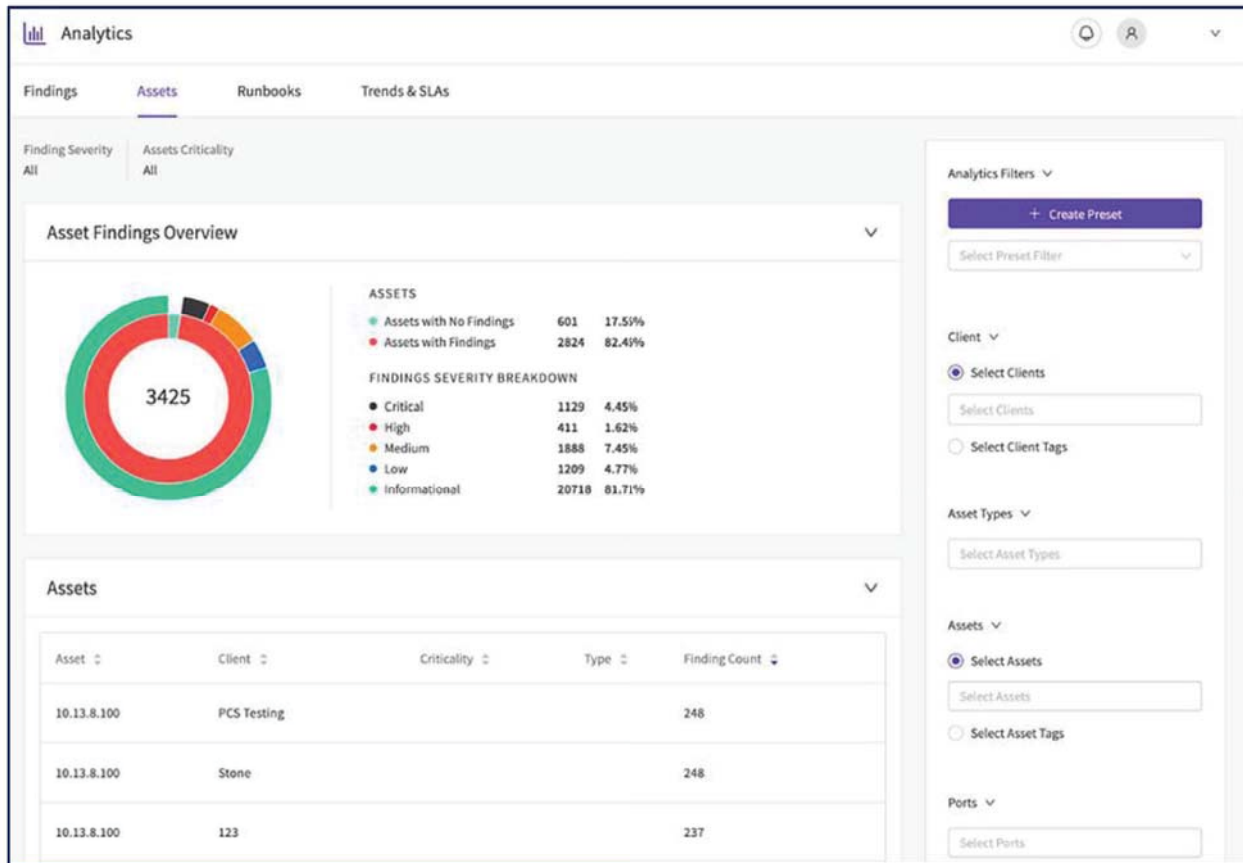 Analytics
Findings Assets Runbooks Trends & SLAs
Finding Severity Assets Criticality
All All
Asset Findings Overview
3425
ASSETS
Assets with No Findings 601 17.55%
Assets with Findings 2824 82.45%
FINDINGS SEVERITY BREAKDOWN
Critical 1129 4.45%
High 411 1.62%
Medium 1888 7.45%
Low 1209 4.77%
Informational 20718 81.71%
Assets
Asset Client Criticality Type Finding Count
10.13.8.100 PCS Testing 248
10.13.8.100 Stone 248
10.13.8.100 123 237
Analytics Filters
+ Create Preset
Select Preset Filter
Client
Select Clients
Select Clients
Select Client Tags
Asset Types
Select Asset Types
Assets
Select Assets
Select Assets
Select Asset Tags
Ports
Select Ports